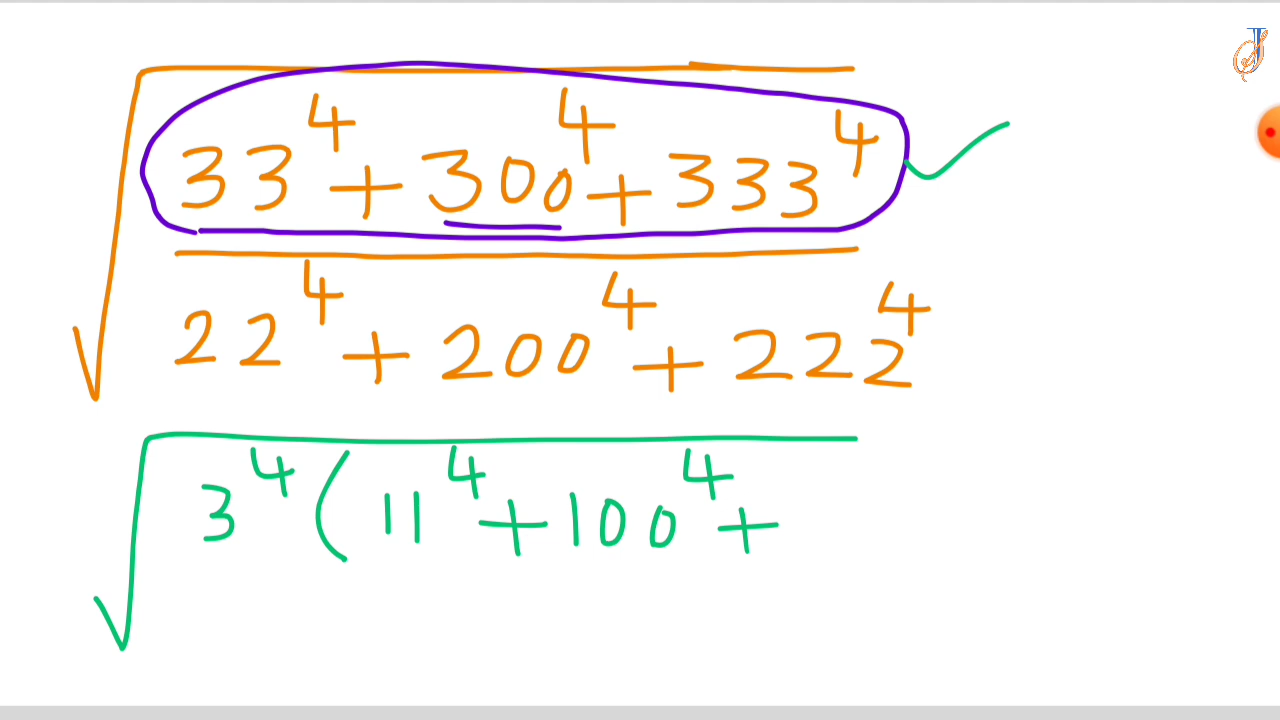 √
33⁴ + 300⁴ + 333⁴
22⁴ + 200⁴ + 222⁴
√ 3⁴ ( 11⁴ + 100⁴ +